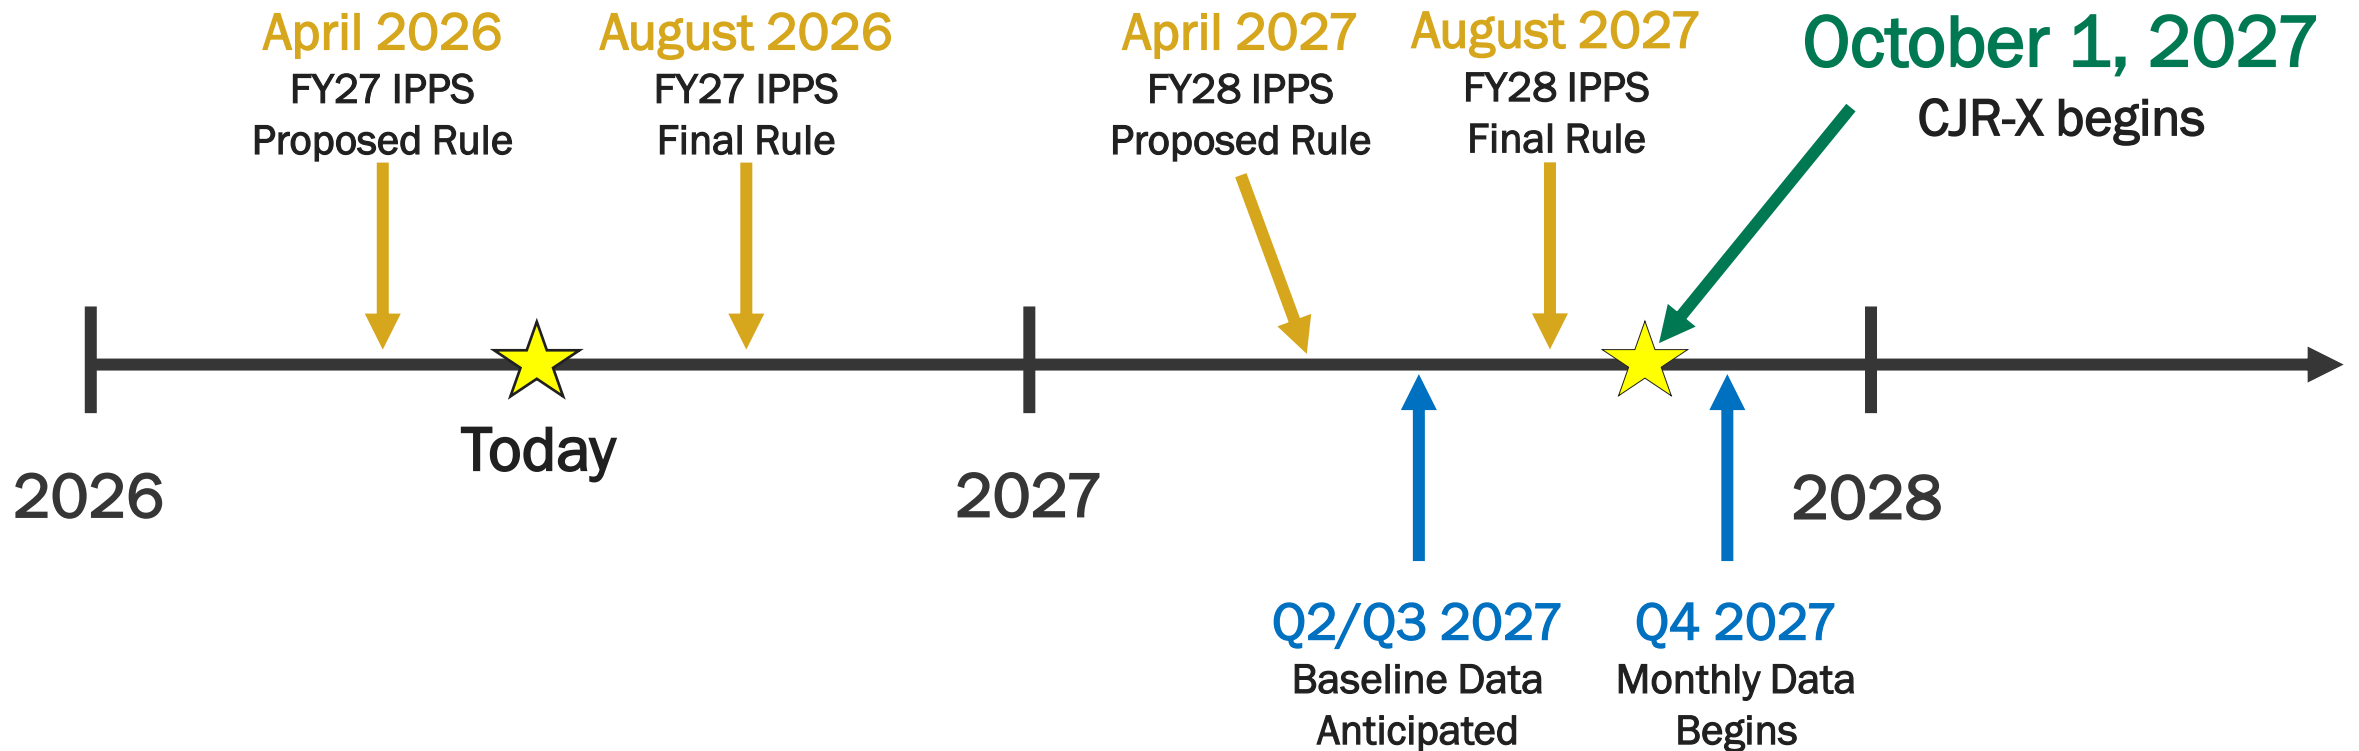 April 2026
FY27 IPPS
Proposed Rule
August 2026
FY27 IPPS
Final Rule
April 2027
FY28 IPPS
Proposed Rule
August 2027
FY28 IPPS
Final Rule
October 1, 2027
CJR-X begins
Today
2026
2027
2028
Q2/Q3 2027
Baseline Data
Anticipated
Q4 2027
Monthly Data
Begins